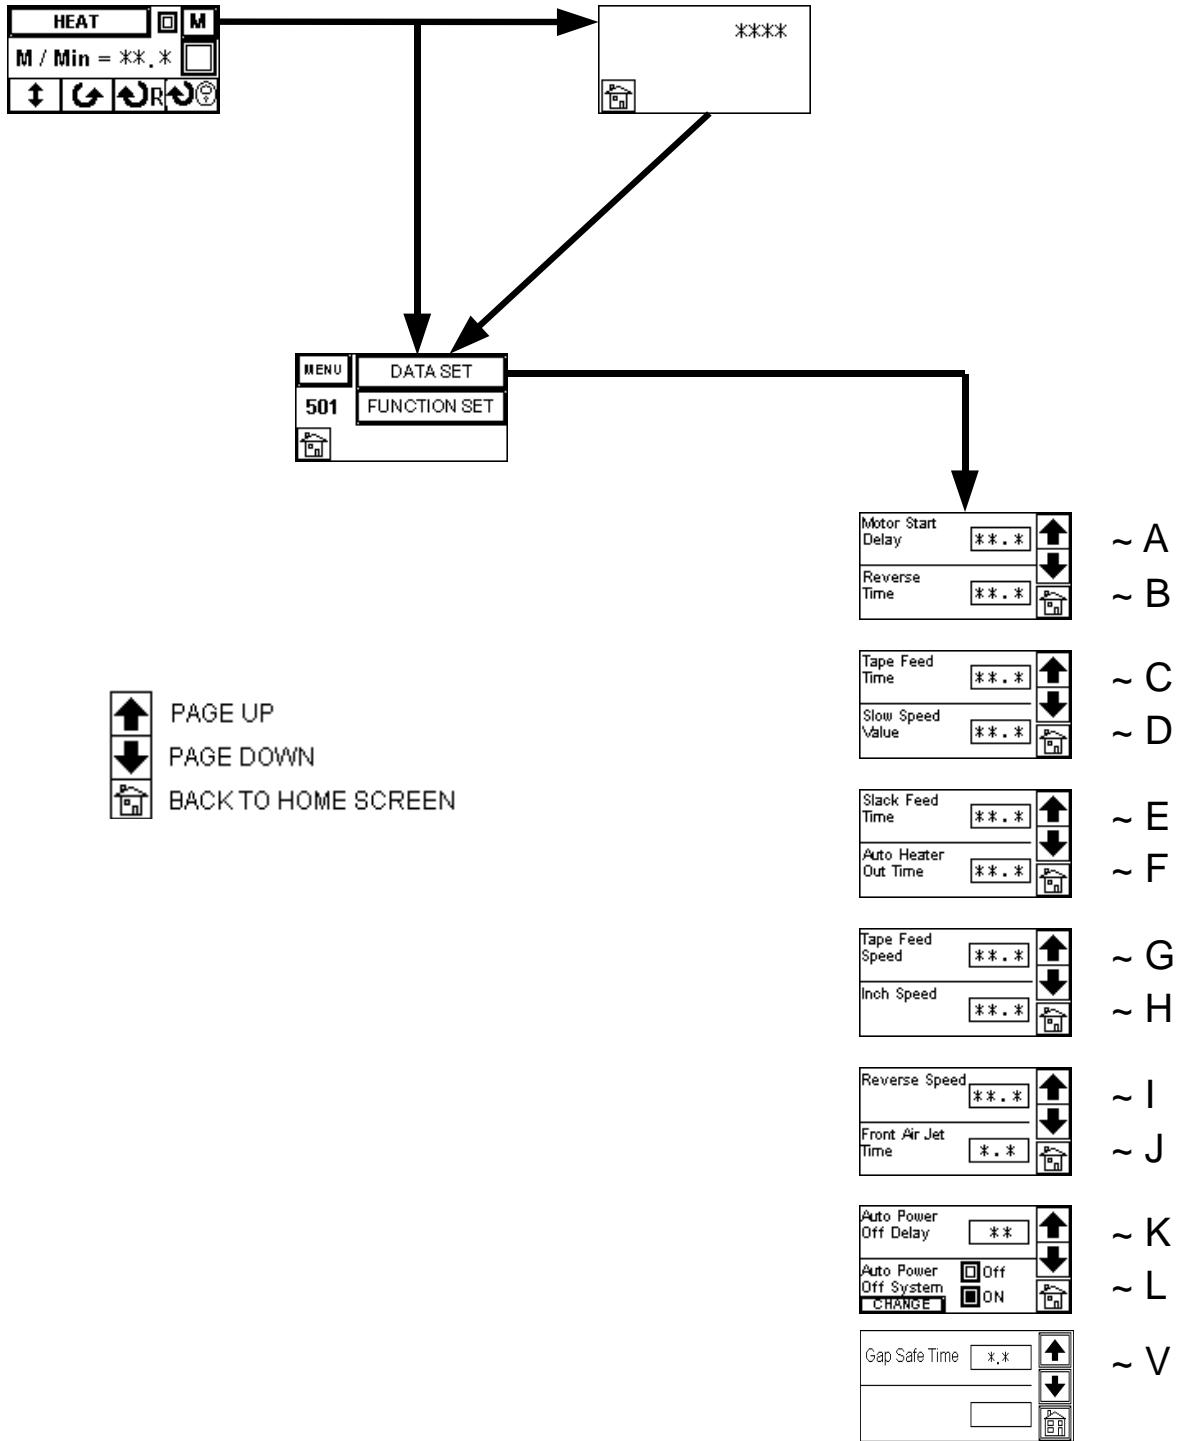 HEAT
M
M / Min = **.*
R
****
MENU
DATA SET
501
FUNCTION SET
Motor Start
Delay
**.*
~ A
Reverse
Time
**.*
~ B
Tape Feed
Time
**.*
~ C
Slow Speed
Value
**.*
~ D
PAGE UP
PAGE DOWN
BACK TO HOME SCREEN
Slack Feed
Time
**.*
~ E
Auto Heater
Out Time
**.*
~ F
Tape Feed
Speed
**.*
~ G
Inch Speed
**.*
~ H
Reverse Speed
**.*
~ I
Front Air Jet
Time
*.*
~ J
Auto Power
Off Delay
**
~ K
Auto Power
Off System
Off
CHANGE
ON
~ L
Gap Safe Time
*.*
~ V